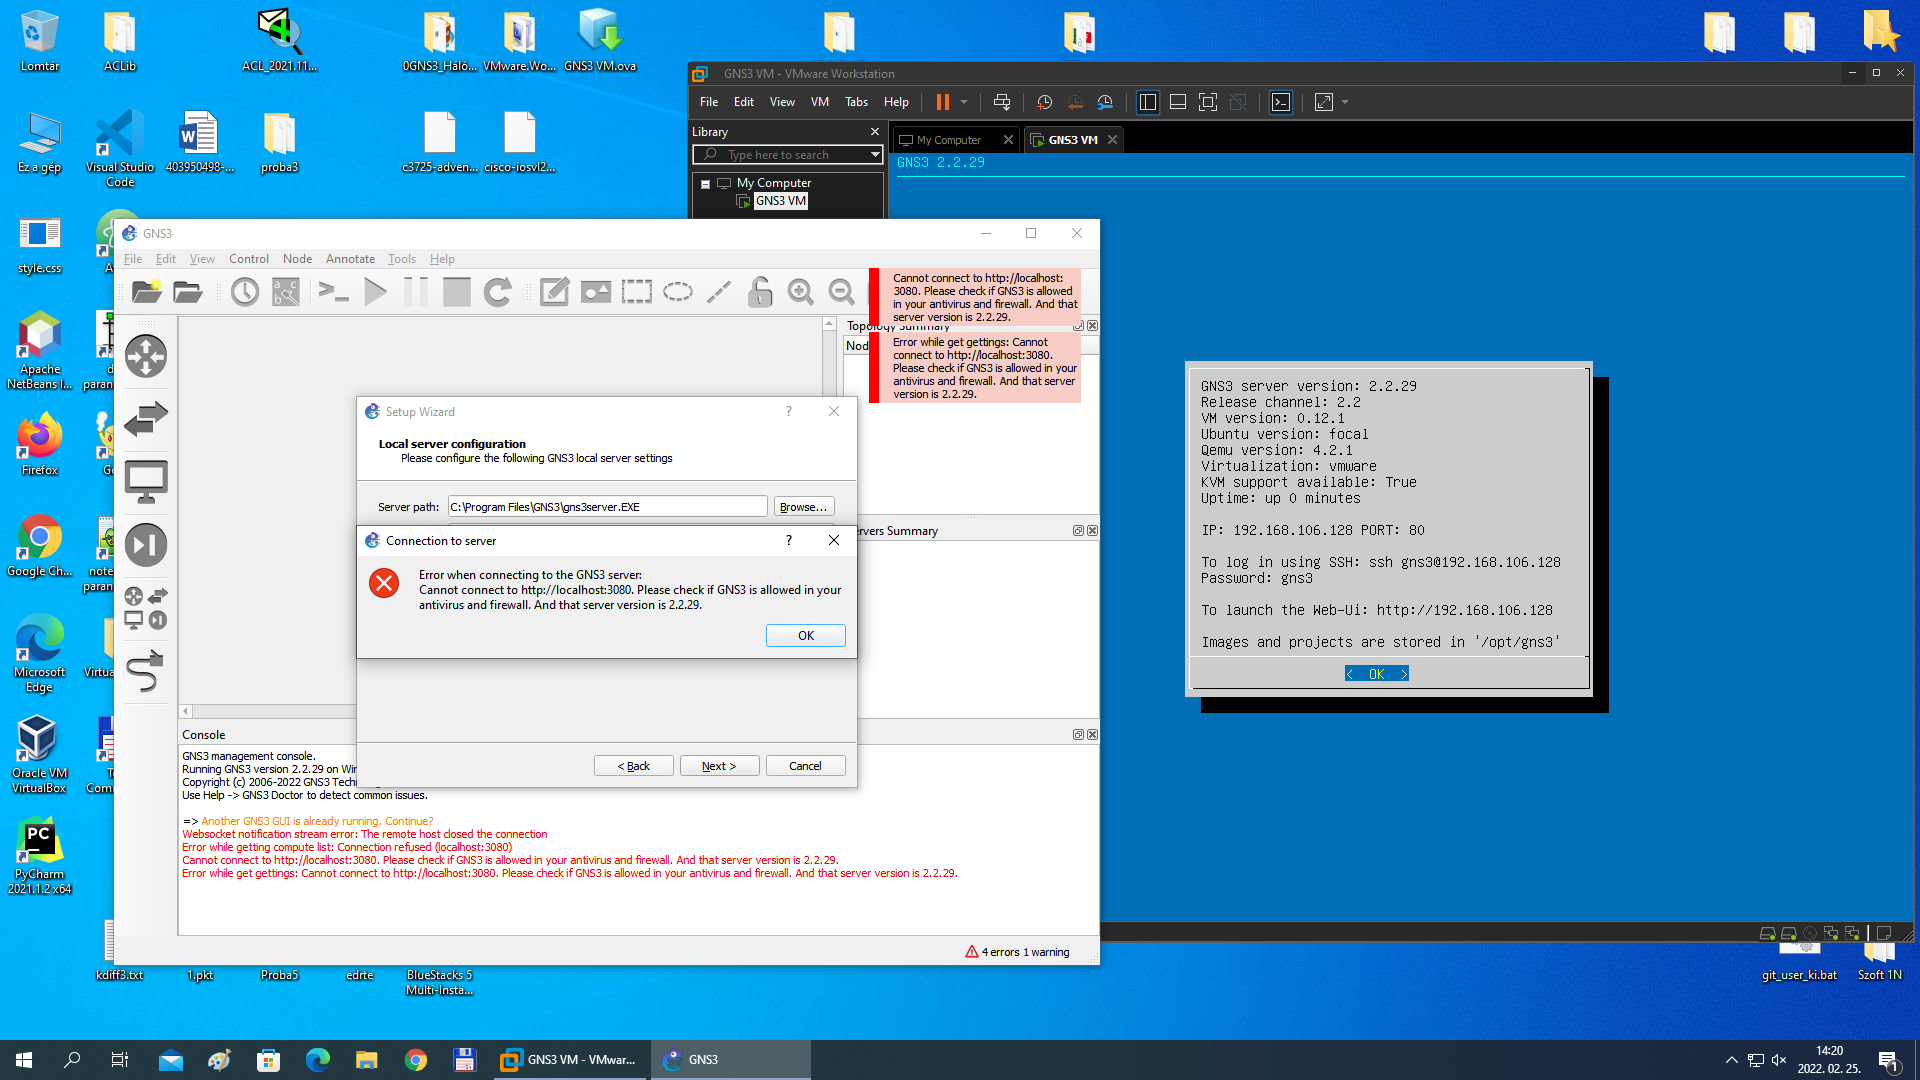 Lomtár
ACLib
ACL_2021.11...
0GNS3_Háló...
VMware.Wo...
GNS3 VM.ova
Ez a gép
Visual Studio
Code
403950498-...
proba3
c3725-adven...
cisco-iosvl2...
style.css
Apache
NetBeans I...
paran
Firefox
Google Ch...
note
paran
Microsoft
Edge
Virtua
Oracle VM
VirtualBox
Com
PyCharm
2021.1.2 x64
kdiff3.txt
1.pkt
Proba5
edrte
BlueStacks 5
Multi-Insta...
git_user_ki.bat
Szoft 1N
GNS3 VM - VMware Workstation
File Edit View VM Tabs Help
Library
Type here to search
My Computer
GNS3 VM
My Computer
GNS3 VM
GNS3 2.2.29
GNS3 server version: 2.2.29
Release channel: 2.2
VM version: 0.12.1
Ubuntu version: focal
Qemu version: 4.2.1
Virtualization: vmware
KVM support available: True
Uptime: up 0 minutes
IP: 192.168.106.128 PORT: 80
To log in using SSH: ssh gns3@192.168.106.128
Password: gns3
To launch the Web-Ui: http://192.168.106.128
Images and projects are stored in '/opt/gns3'
< OK >
GNS3
File Edit View Control Node Annotate Tools Help
Cannot connect to http://localhost:
3080. Please check if GNS3 is allowed
in your antivirus and firewall. And that
server version is 2.2.29.
Topology Summary
Nod
Error while get gettings: Cannot
connect to http://localhost:3080.
Please check if GNS3 is allowed in your
antivirus and firewall. And that server
version is 2.2.29.
ervers Summary
Setup Wizard
Local server configuration
Please configure the following GNS3 local server settings
Server path: C:\Program Files\GNS3\gns3server.EXE Browse...
Connection to server
Error when connecting to the GNS3 server:
Cannot connect to http://localhost:3080. Please check if GNS3 is allowed in your
antivirus and firewall. And that server version is 2.2.29.
OK
< Back Next > Cancel
Console
GNS3 management console.
Running GNS3 version 2.2.29 on Win
Copyright (c) 2006-2022 GNS3 Techn
Use Help -> GNS3 Doctor to detect common issues.
=> Another GNS3 GUI is already running. Continue?
Websocket notification stream error: The remote host closed the connection
Error while getting compute list: Connection refused (localhost:3080)
Cannot connect to http://localhost:3080. Please check if GNS3 is allowed in your antivirus and firewall. And that server version is 2.2.29.
Error while get gettings: Cannot connect to http://localhost:3080. Please check if GNS3 is allowed in your antivirus and firewall. And that server version is 2.2.29.
4 errors 1 warning
GNS3 VM - VMwar...
GNS3
14:20
2022. 02. 25.
1